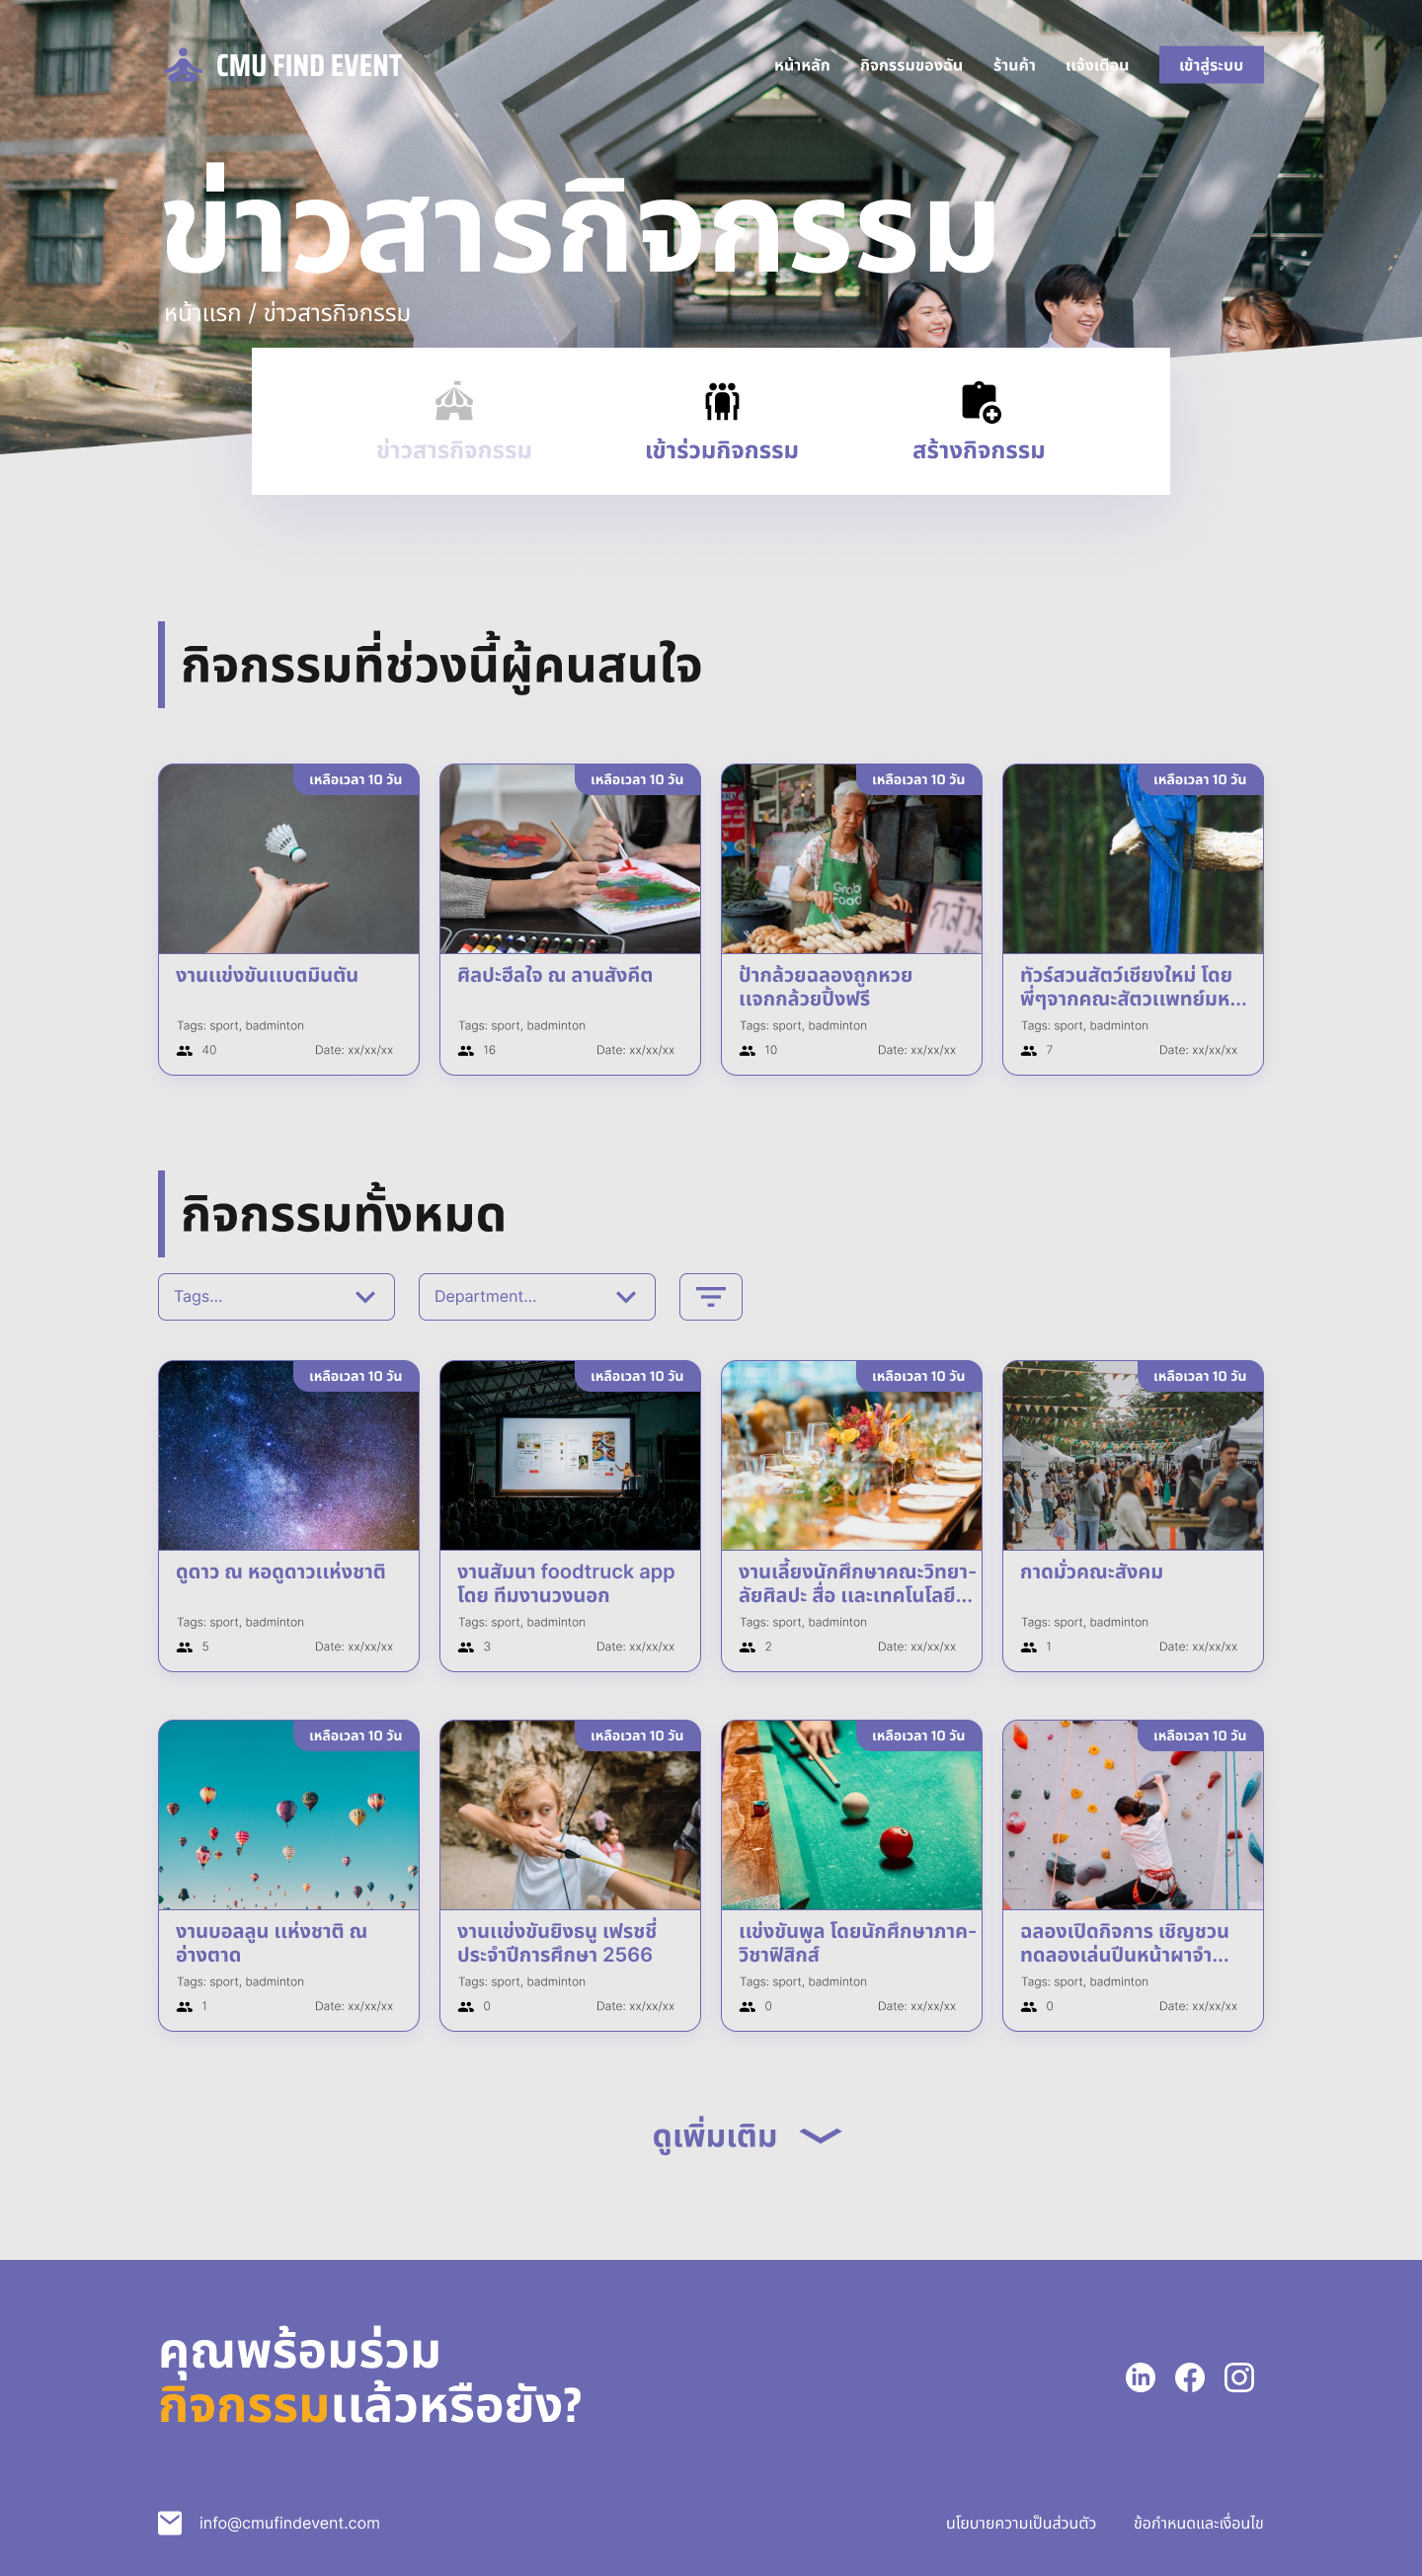 CMU FIND EVENT
หน้าหลัก กิจกรรมของฉัน ร้านค้า แจ้งเตือน เข้าสู่ระบบ
ข่าวสารกิจกรรม
หน้าแรก / ข่าวสารกิจกรรม
ข่าวสารกิจกรรม เข้าร่วมกิจกรรม สร้างกิจกรรม
กิจกรรมที่ช่วงนี้ผู้คนสนใจ
เหลือเวลา 10 วัน
งานแข่งขันแบตมินตัน
Tags: sport, badminton
40 Date: xx/xx/xx
เหลือเวลา 10 วัน
ศิลปะฮีลใจ ณ ลานสังคีต
Tags: sport, badminton
16 Date: xx/xx/xx
เหลือเวลา 10 วัน
Grab
Food
ป้ากล้วยฉลองถูกหวย
แจกกล้วยปิ้งฟรี
Tags: sport, badminton
10 Date: xx/xx/xx
เหลือเวลา 10 วัน
ทัวร์สวนสัตว์เชียงใหม่ โดย
พี่ๆจากคณะสัตวแพทย์มห...
Tags: sport, badminton
7 Date: xx/xx/xx
กิจกรรมทั้งหมด
Tags... Department...
เหลือเวลา 10 วัน
ดูดาว ณ หอดูดาวแห่งชาติ
Tags: sport, badminton
5 Date: xx/xx/xx
เหลือเวลา 10 วัน
งานสัมนา foodtruck app
โดย ทีมงานวงนอก
Tags: sport, badminton
3 Date: xx/xx/xx
เหลือเวลา 10 วัน
งานเลี้ยงนักศึกษาคณะวิทยา-
ลัยศิลปะ สื่อ และเทคโนโลยี...
Tags: sport, badminton
2 Date: xx/xx/xx
เหลือเวลา 10 วัน
กาดมั่วคณะสังคม
Tags: sport, badminton
1 Date: xx/xx/xx
เหลือเวลา 10 วัน
งานบอลลูน แห่งชาติ ณ
อ่างตาด
Tags: sport, badminton
1 Date: xx/xx/xx
เหลือเวลา 10 วัน
งานแข่งขันยิงธนู เฟรชชี่
ประจำปีการศึกษา 2566
Tags: sport, badminton
0 Date: xx/xx/xx
เหลือเวลา 10 วัน
แข่งขันพูล โดยนักศึกษาภาค-
วิชาฟิสิกส์
Tags: sport, badminton
0 Date: xx/xx/xx
เหลือเวลา 10 วัน
ฉลองเปิดกิจการ เชิญชวน
ทดลองเล่นปีนหน้าผาจำ...
Tags: sport, badminton
0 Date: xx/xx/xx
ดูเพิ่มเติม
คุณพร้อมร่วม
กิจกรรมแล้วหรือยัง?
info@cmufindevent.com
นโยบายความเป็นส่วนตัว ข้อกำหนดและเงื่อนไข